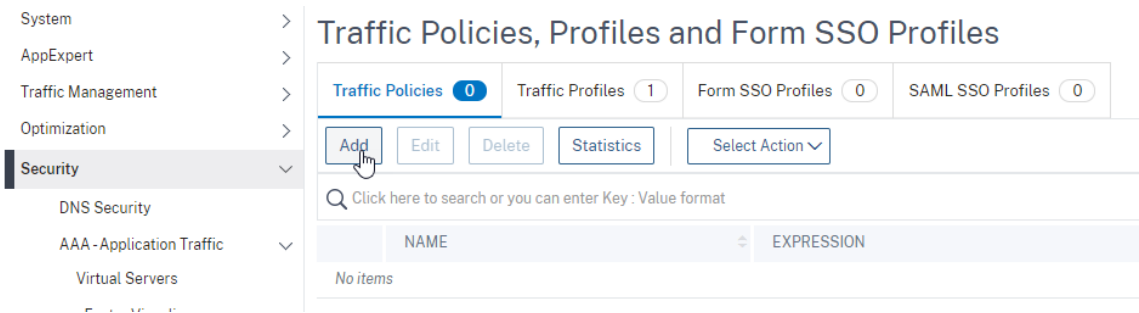 System
AppExpert
Traffic Management
Optimization
Security
DNS Security
AAA - Application Traffic
Virtual Servers
Traffic Policies, Profiles and Form SSO Profiles
Traffic Policies 0 Traffic Profiles 1 Form SSO Profiles 0 SAML SSO Profiles 0
Add Edit Delete Statistics Select Action
Click here to search or you can enter Key : Value format
NAME EXPRESSION
No items